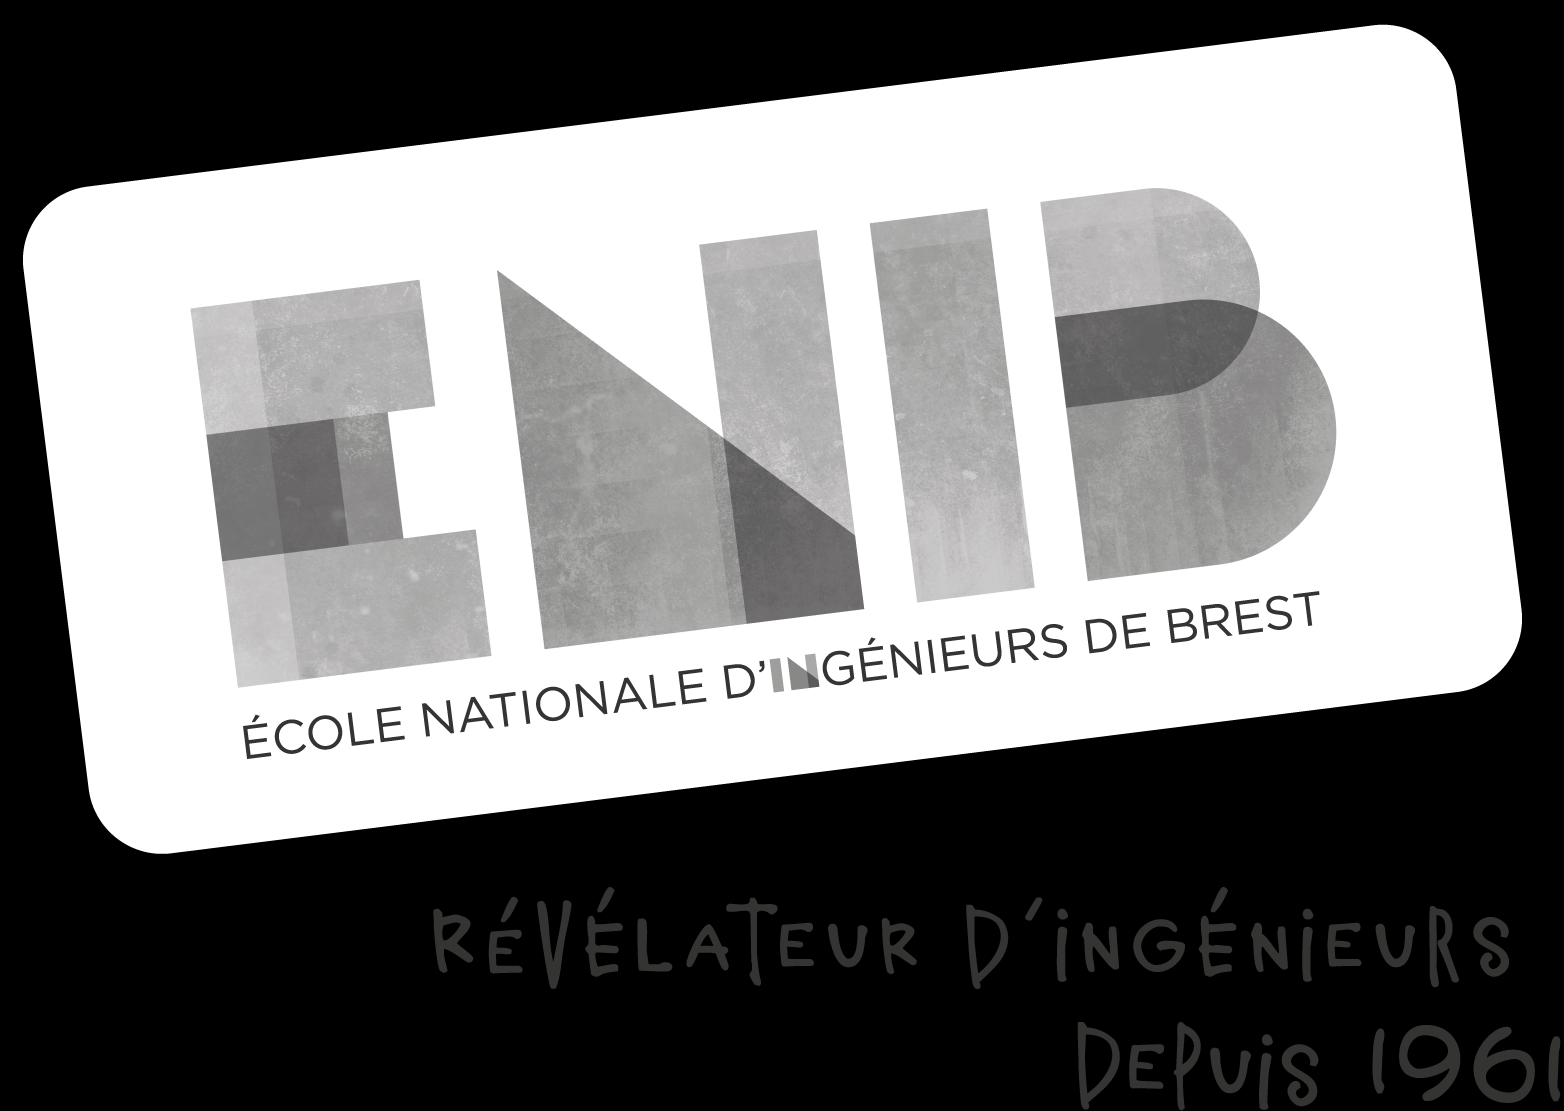 ENIB
ÉCOLE NATIONALE D'INGÉNIEURS DE BREST
RÉVÉLATEUR D'INGÉNIEURS
DEPUIS 1961